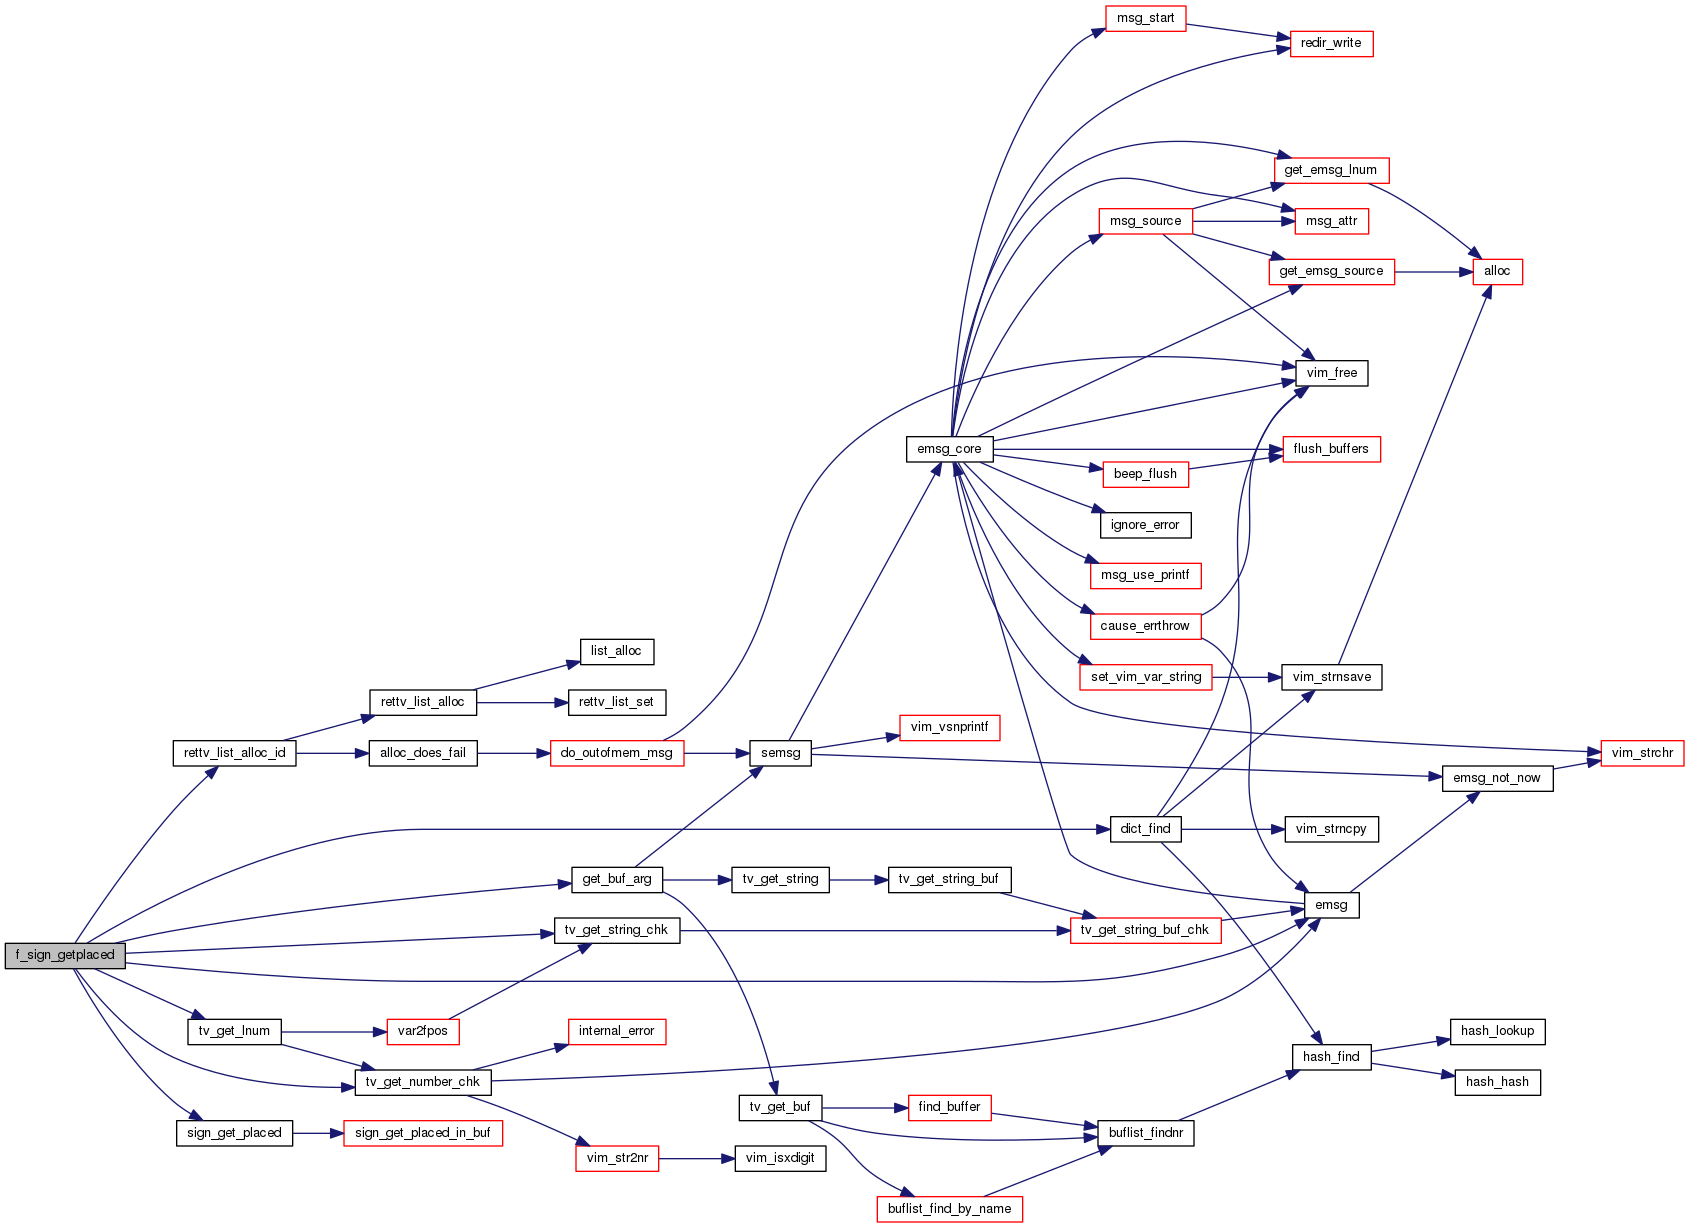 msg_start
redir_write
get_emsg_lnum
msg_source
msg_attr
get_emsg_source
alloc
vim_free
emsg_core
flush_buffers
beep_flush
ignore_error
msg_use_printf
cause_errthrow
list_alloc
set_vim_var_string
vim_strnsave
rettv_list_alloc
rettv_list_set
vim_vsnprintf
rettv_list_alloc_id
alloc_does_fail
do_outofmem_msg
semsg
vim_strchr
emsg_not_now
dict_find
vim_strncpy
get_buf_arg
tv_get_string
tv_get_string_buf
emsg
tv_get_string_chk
tv_get_string_buf_chk
f_sign_getplaced
tv_get_lnum
var2fpos
internal_error
hash_lookup
hash_find
tv_get_number_chk
hash_hash
tv_get_buf
find_buffer
sign_get_placed
sign_get_placed_in_buf
buflist_findnr
vim_str2nr
vim_isxdigit
buflist_find_by_name